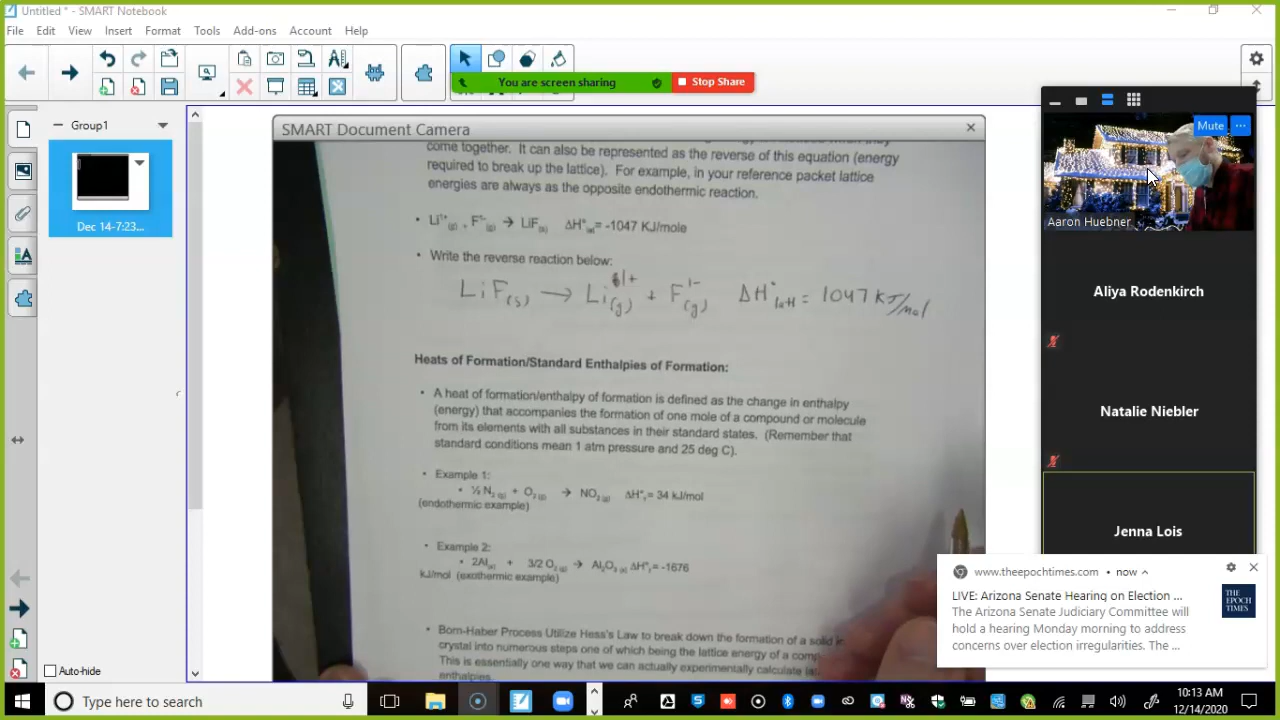 Untitled * - SMART Notebook
File Edit View Insert Format Tools Add-ons Account Help
You are screen sharing
Stop Share
Group1
Dec 14-7:23...
Auto-hide
SMART Document Camera
come together. It can also be represented as the reverse of this equation (energy
required to break up the lattice). For example, in your reference packet lattice
energies are always as the opposite endothermic reaction.
• Li¹⁺(g) + F¹⁻(g) → LiF(s) ΔH°latt = -1047 KJ/mole
• Write the reverse reaction below:
LiF(s) → Li¹⁺(g) + F¹⁻(g) ΔH°latt = 1047 KJ/mol
Heats of Formation/Standard Enthalpies of Formation:
• A heat of formation/enthalpy of formation is defined as the change in enthalpy
(energy) that accompanies the formation of one mole of a compound or molecule
from its elements with all substances in their standard states. (Remember that
standard conditions mean 1 atm pressure and 25 deg C).
• Example 1:
• ½ N₂(g) + O₂(g) → NO₂(g) ΔH°f = 34 kJ/mol
(endothermic example)
• Example 2:
• 2Al(s) + 3/2 O₂(g) → Al₂O₃(s) ΔH°f = -1676
kJ/mol (exothermic example)
• Born-Haber Process Utilize Hess's Law to break down the formation of a solid
crystal into numerous steps one of which being the lattice energy of a
This is essentially one way that we can actually experimentally calculate
enthalpies.
Mute
Aaron Huebner
Aliya Rodenkirch
Natalie Niebler
Jenna Lois
www.theepochtimes.com • now
LIVE: Arizona Senate Hearing on Election ...
The Arizona Senate Judiciary Committee will
hold a hearing Monday morning to address
concerns over election irregularities. The ...
THE
EPOCH
TIMES
Type here to search
10:13 AM
12/14/2020